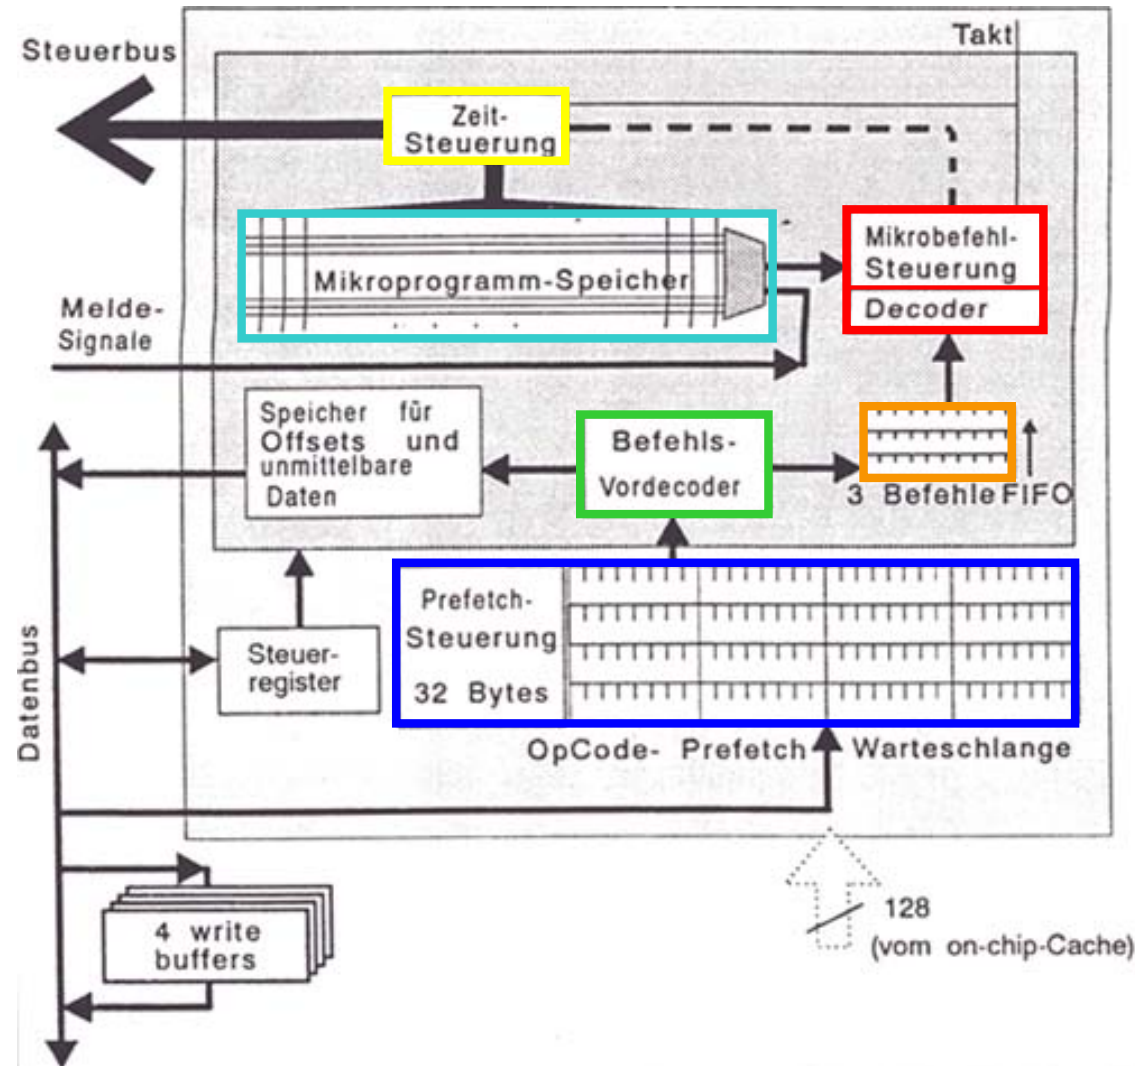 Takt
Steuerbus
Zeit-
Steuerung
Mikrobefehl-
Steuerung
Mikroprogramm-Speicher
Decoder
Melde-
Signale
Speicher für
Offsets und
unmittelbare
Daten
Befehls-
Vordecoder
3 Befehle FIFO
Prefetch-
Steuerung
32 Bytes
Steuer-
register
Datenbus
OpCode- Prefetch Warteschlange
4 write
buffers
128
(vom on-chip-Cache)